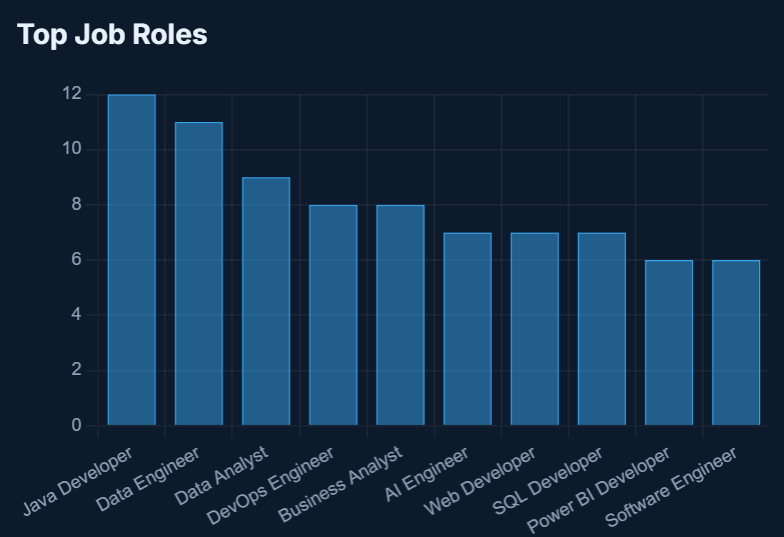 Top Job Roles
12
10
8
6
4
2
0
Java Developer
Data Engineer
Data Analyst
DevOps Engineer
Business Analyst
AI Engineer
Web Developer
SQL Developer
Power BI Developer
Software Engineer